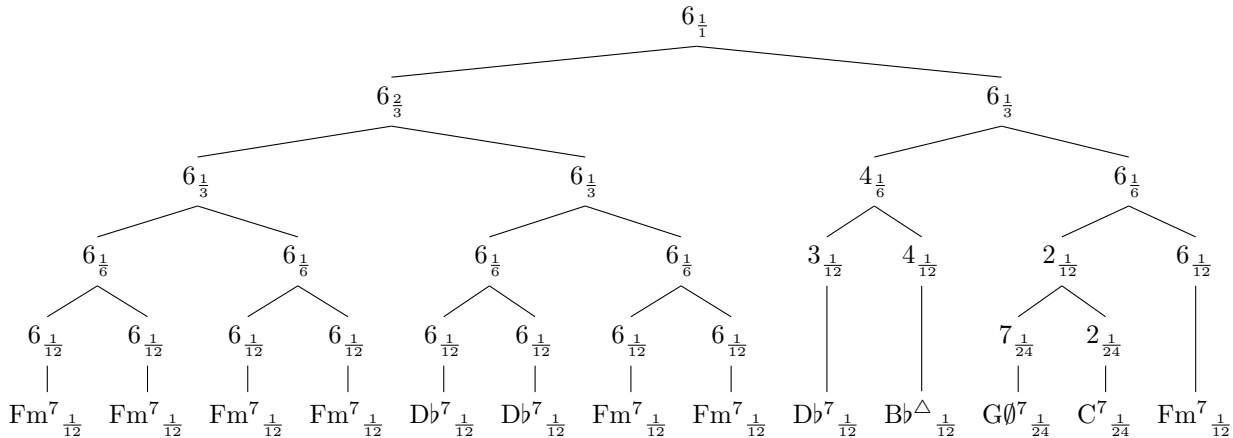 6 1/1
6 2/3 6 1/3
6 1/3 6 1/3 4 1/6 6 1/6
6 1/6 6 1/6 6 1/6 6 1/6 3 1/12 4 1/12 2 1/12 6 1/12
6 1/12 6 1/12 6 1/12 6 1/12 6 1/12 6 1/12 6 1/12 6 1/12 7 1/24 2 1/24
Fm⁷ 1/12 Fm⁷ 1/12 Fm⁷ 1/12 Fm⁷ 1/12 D♭⁷ 1/12 D♭⁷ 1/12 Fm⁷ 1/12 Fm⁷ 1/12 D♭⁷ 1/12 B♭△ 1/12 G∅⁷ 1/24 C⁷ 1/24 Fm⁷ 1/12